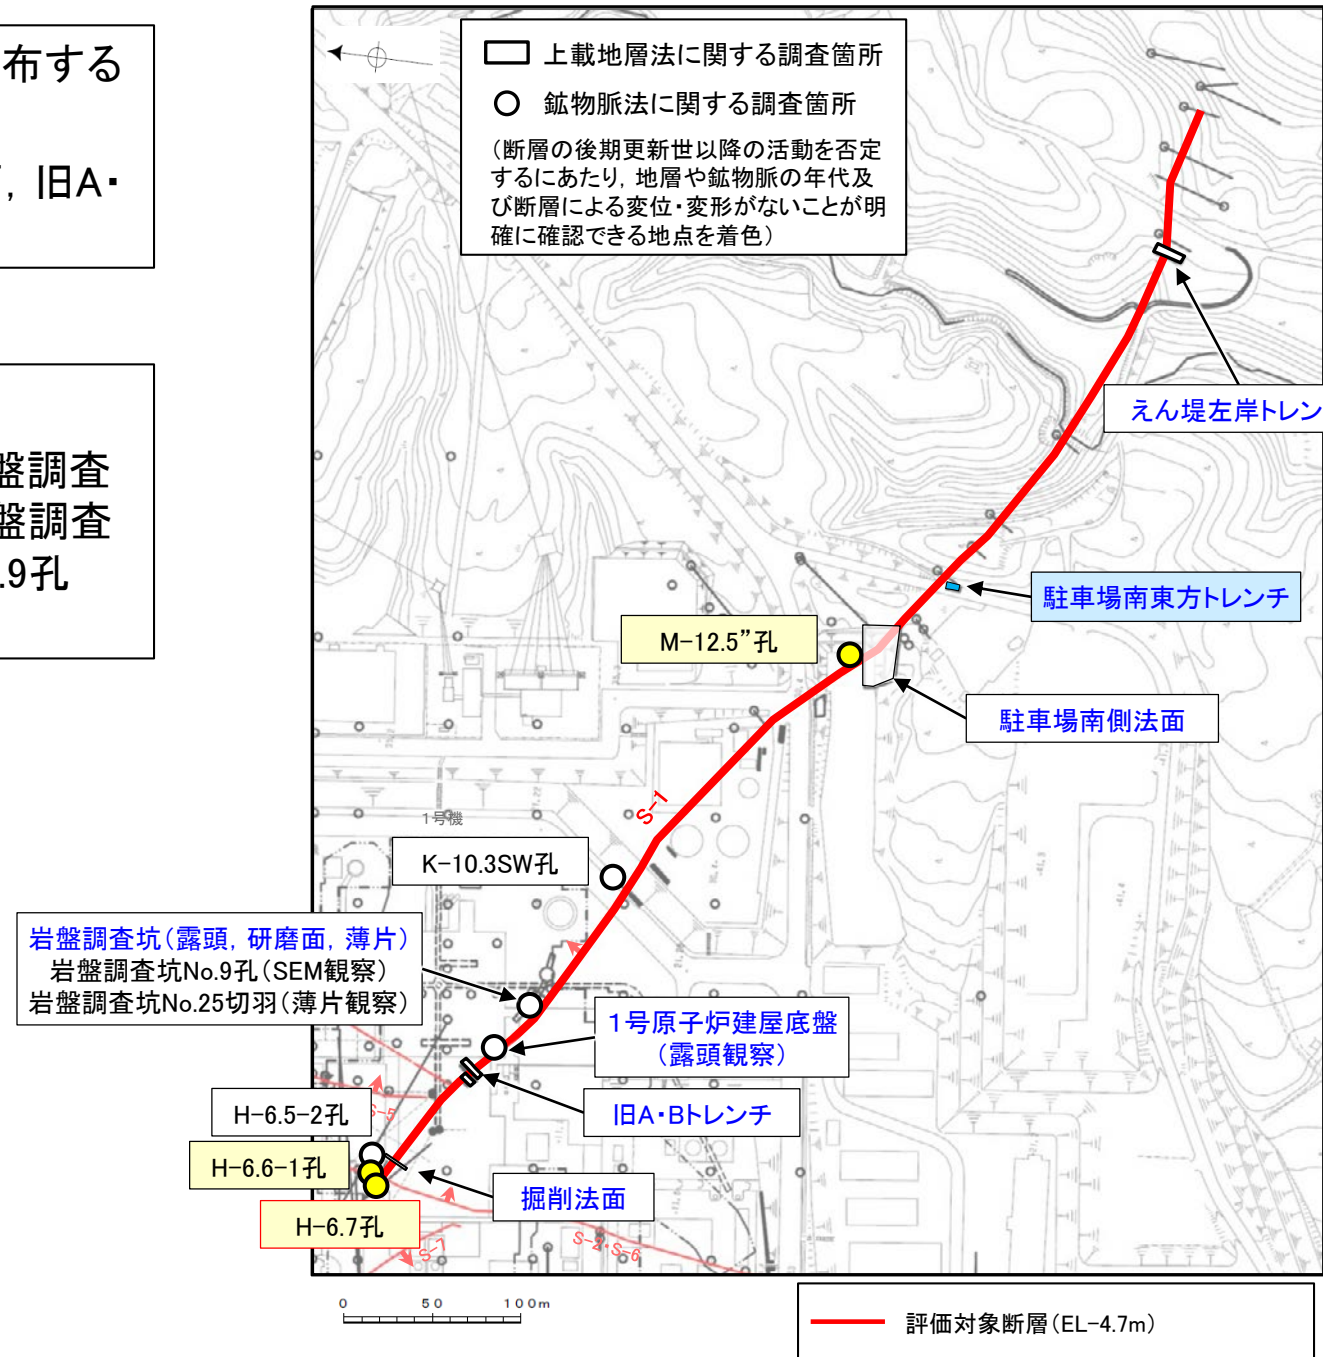 布する
, 旧A・
盤調査
盤調査
.9孔
上載地層法に関する調査箇所
鉱物脈法に関する調査箇所
(断層の後期更新世以降の活動を否定
するにあたり, 地層や鉱物脈の年代及
び断層による変位・変形がないことが明
確に確認できる地点を着色)
えん堤左岸トレン
駐車場南東方トレンチ
M-12.5”孔
駐車場南側法面
S-1
1号機
K-10.3SW孔
岩盤調査坑(露頭, 研磨面, 薄片)
岩盤調査坑No.9孔(SEM観察)
岩盤調査坑No.25切羽(薄片観察)
1号原子炉建屋底盤
(露頭観察)
旧A・Bトレンチ
H-6.5-2孔
S-5
H-6.6-1孔
掘削法面
H-6.7孔
S-7
S-2・S-6
0 50 100m
評価対象断層(EL-4.7m)